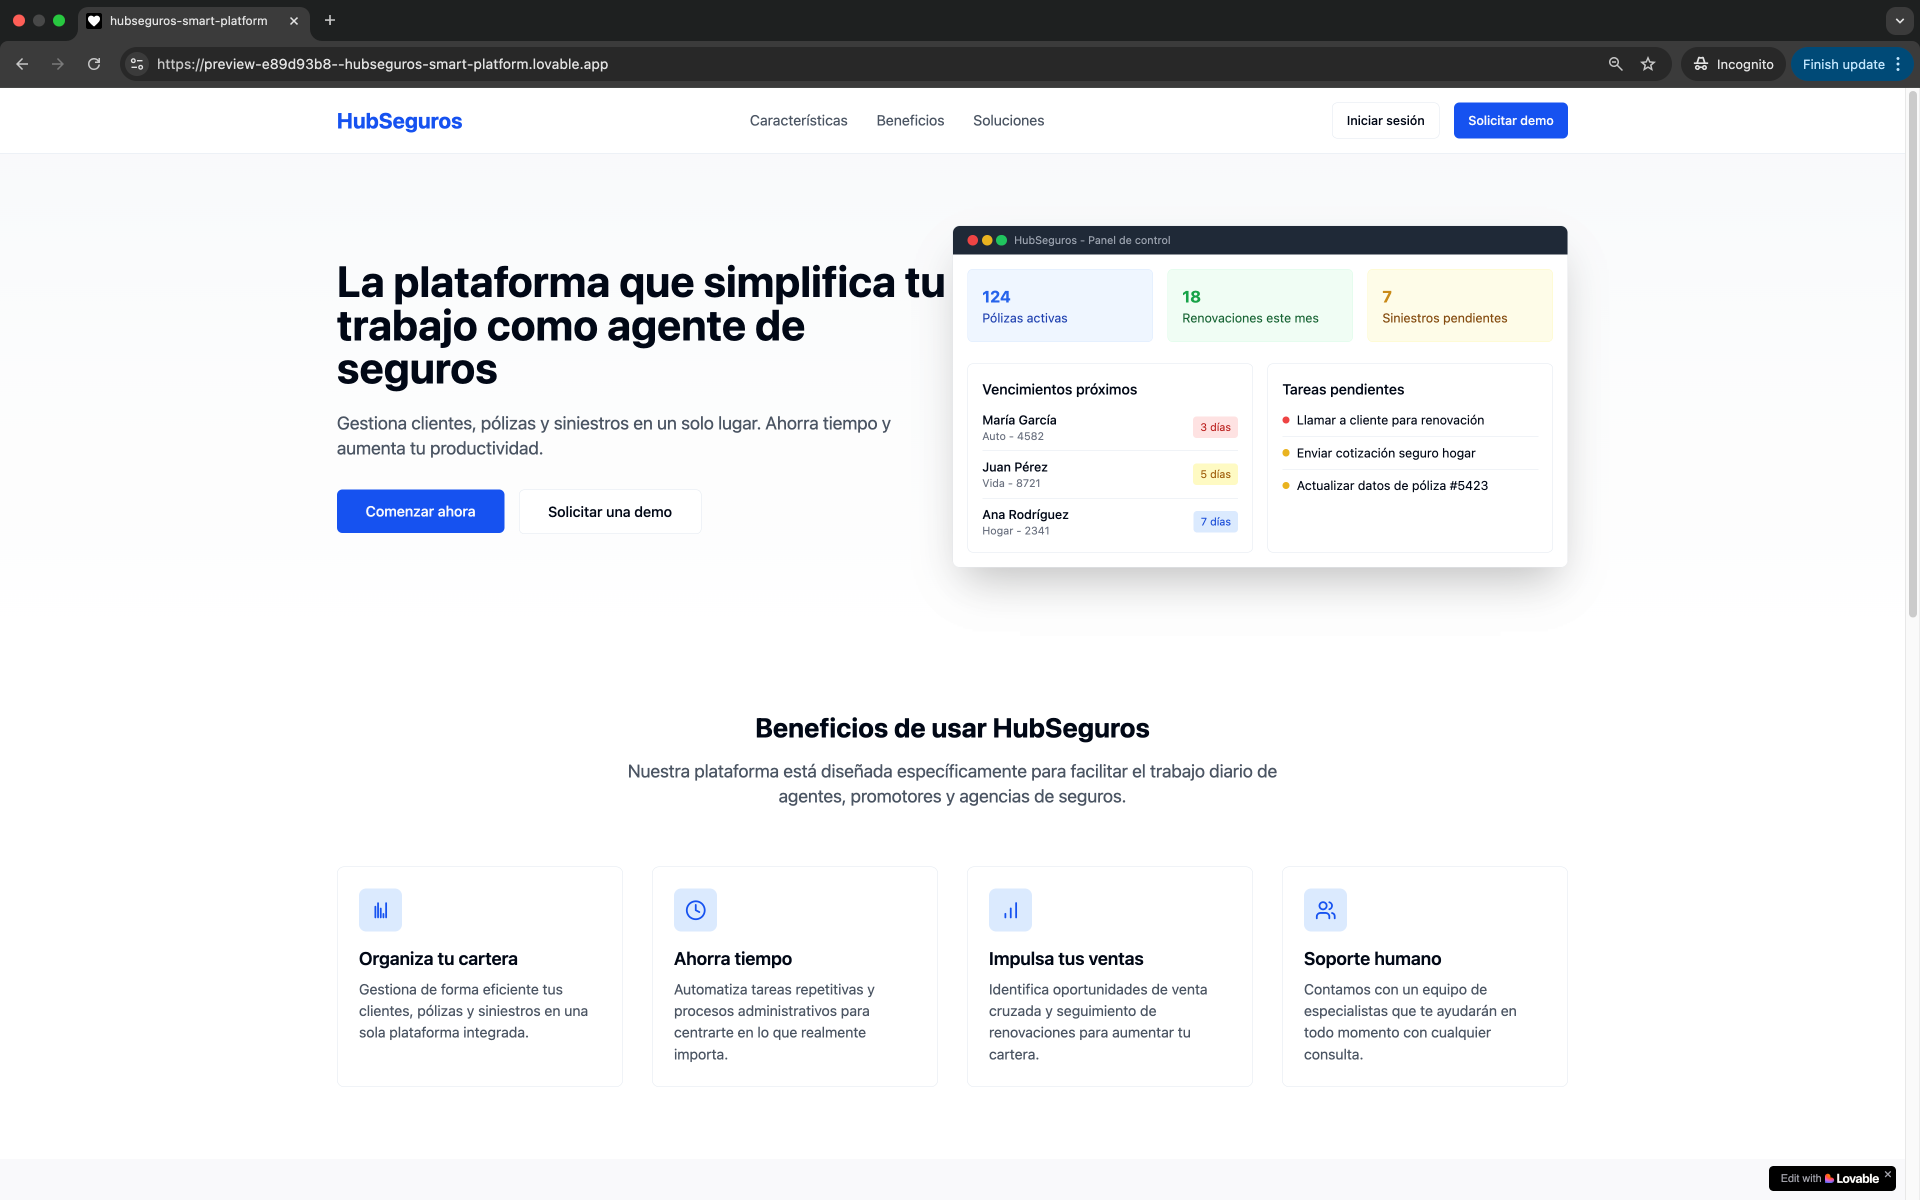 hubseguros-smart-platform
https://preview-e89d93b8--hubseguros-smart-platform.lovable.app
Incognito
Finish update
HubSeguros
Características
Beneficios
Soluciones
Iniciar sesión
Solicitar demo
La plataforma que simplifica tu
trabajo como agente de
seguros
Gestiona clientes, pólizas y siniestros en un solo lugar. Ahorra tiempo y
aumenta tu productividad.
Comenzar ahora
Solicitar una demo
HubSeguros - Panel de control
124
Pólizas activas
18
Renovaciones este mes
7
Siniestros pendientes
Vencimientos próximos
María García
Auto - 4582
3 días
Juan Pérez
Vida - 8721
5 días
Ana Rodríguez
Hogar - 2341
7 días
Tareas pendientes
Llamar a cliente para renovación
Enviar cotización seguro hogar
Actualizar datos de póliza #5423
Beneficios de usar HubSeguros
Nuestra plataforma está diseñada específicamente para facilitar el trabajo diario de
agentes, promotores y agencias de seguros.
Organiza tu cartera
Gestiona de forma eficiente tus
clientes, pólizas y siniestros en una
sola plataforma integrada.
Ahorra tiempo
Automatiza tareas repetitivas y
procesos administrativos para
centrarte en lo que realmente
importa.
Impulsa tus ventas
Identifica oportunidades de venta
cruzada y seguimiento de
renovaciones para aumentar tu
cartera.
Soporte humano
Contamos con un equipo de
especialistas que te ayudarán en
todo momento con cualquier
consulta.
Edit with Lovable